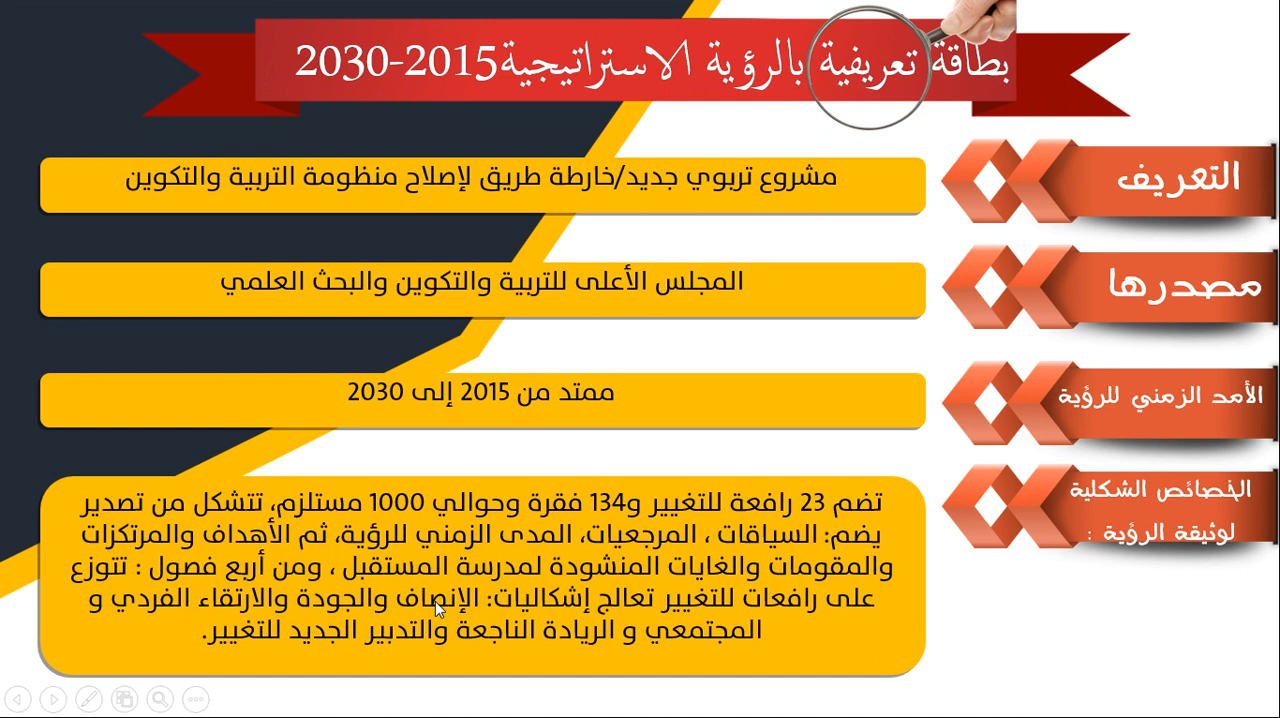 بطاقة تعريفية بالرؤية الاستراتيجية2015-2030
التعريف
مشروع تربوي جديد/خارطة طريق لإصلاح منظومة التربية والتكوين
مصدرها
المجلس الأعلى للتربية والتكوين والبحث العلمي
الأمد الزمني للرؤية
ممتد من 2015 إلى 2030
الخصائص الشكلية
لوثيقة الرؤية :
تضم 23 رافعة للتغيير و134 فقرة وحوالي 1000 مستلزم، تتشكل من تصدير
يضم: السياقات ، المرجعيات، المدى الزمني للرؤية، ثم الأهداف والمرتكزات
والمقومات والغايات المنشودة لمدرسة المستقبل ، ومن أربع فصول : تتوزع
على رافعات للتغيير تعالج إشكاليات: الإنصاف والجودة والارتقاء الفردي و
المجتمعي و الريادة الناجعة والتدبير الجديد للتغيير.